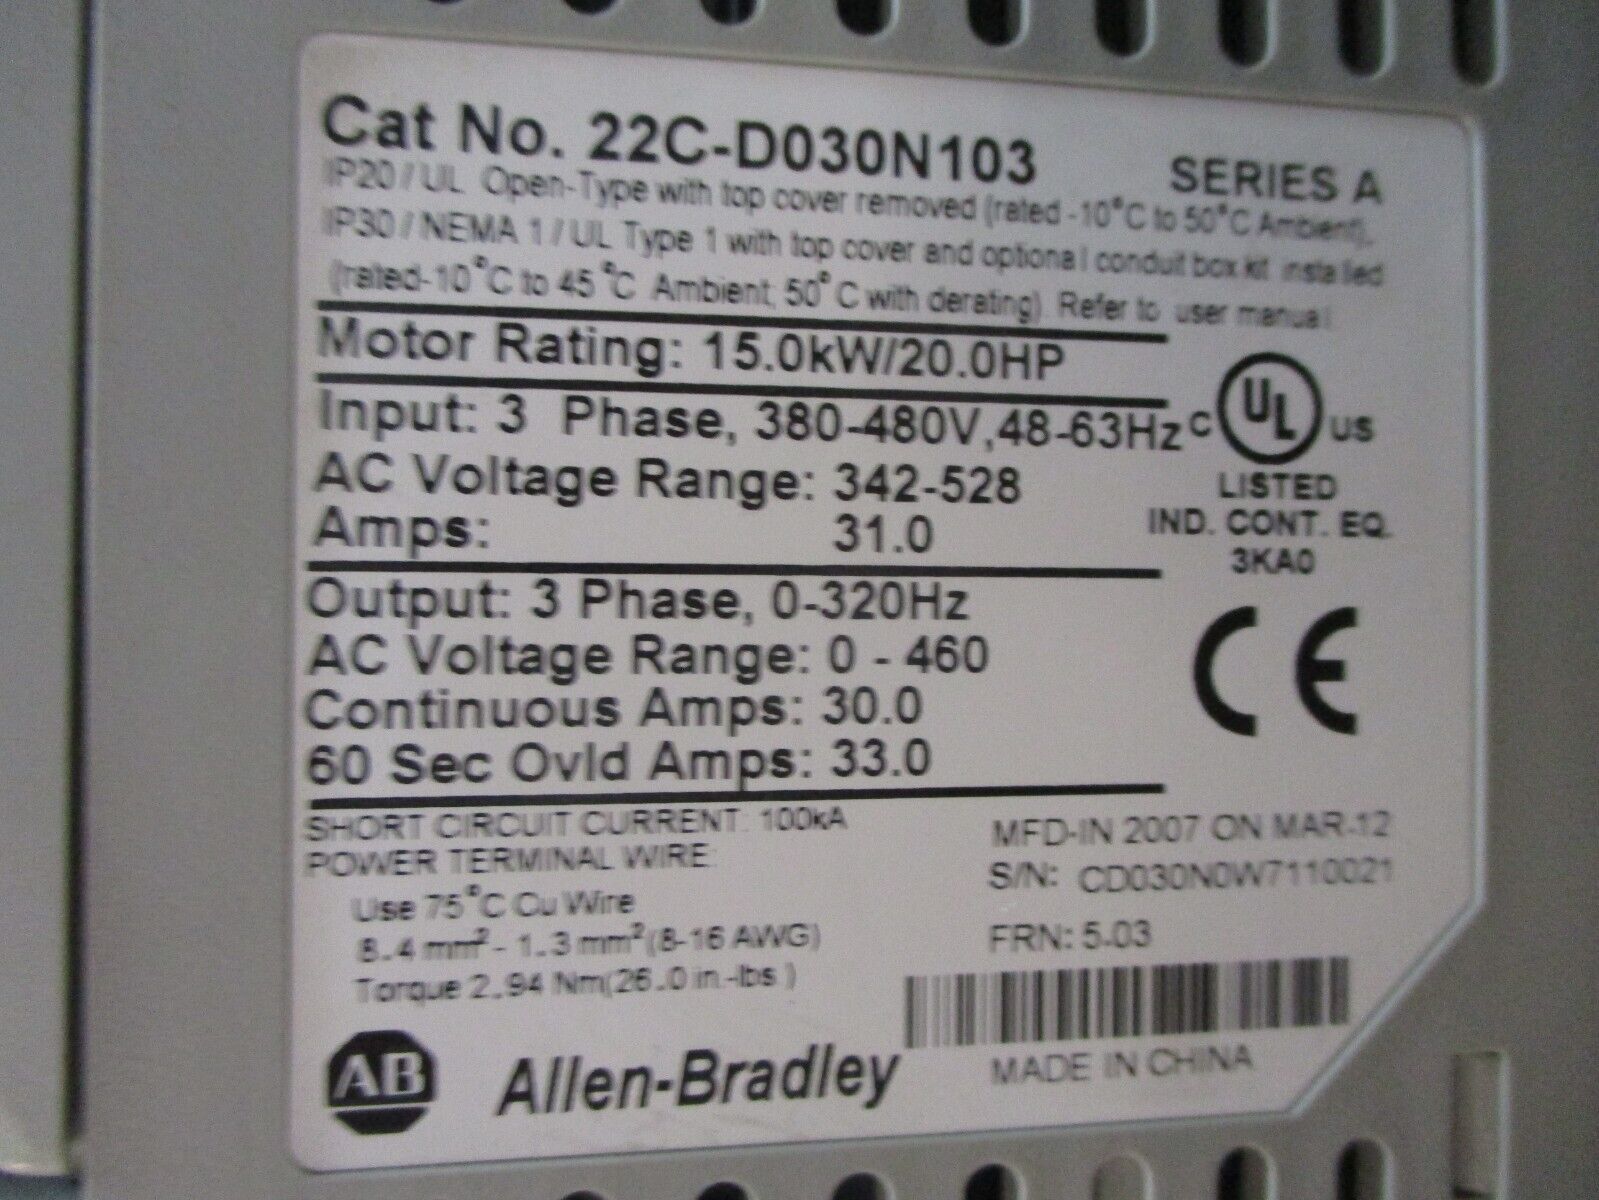 Cat No. 22C-D030N103 SERIES A
IP20 / UL Open-Type with top cover removed (rated -10°C to 50°C Ambient),
IP30 / NEMA 1 / UL Type 1 with top cover and optional conduit box kit installed
(rated-10°C to 45 °C Ambient, 50°C with derating). Refer to user manual.
Motor Rating: 15.0kW/20.0HP
Input: 3 Phase, 380-480V,48-63Hz
AC Voltage Range: 342-528
Amps: 31.0
C UL US
LISTED
IND. CONT. EQ.
3KA0
Output: 3 Phase, 0-320Hz
AC Voltage Range: 0 - 460
Continuous Amps: 30.0
60 Sec Ovld Amps: 33.0
CE
SHORT CIRCUIT CURRENT: 100kA
POWER TERMINAL WIRE:
Use 75°C Cu Wire
8.4 mm² - 1.3 mm² (8-16 AWG)
Torque 2.94 Nm(26.0 in.-lbs.)
MFD-IN 2007 ON MAR-12
S/N: CD030N0W7110021
FRN: 5.03
AB Allen-Bradley
MADE IN CHINA